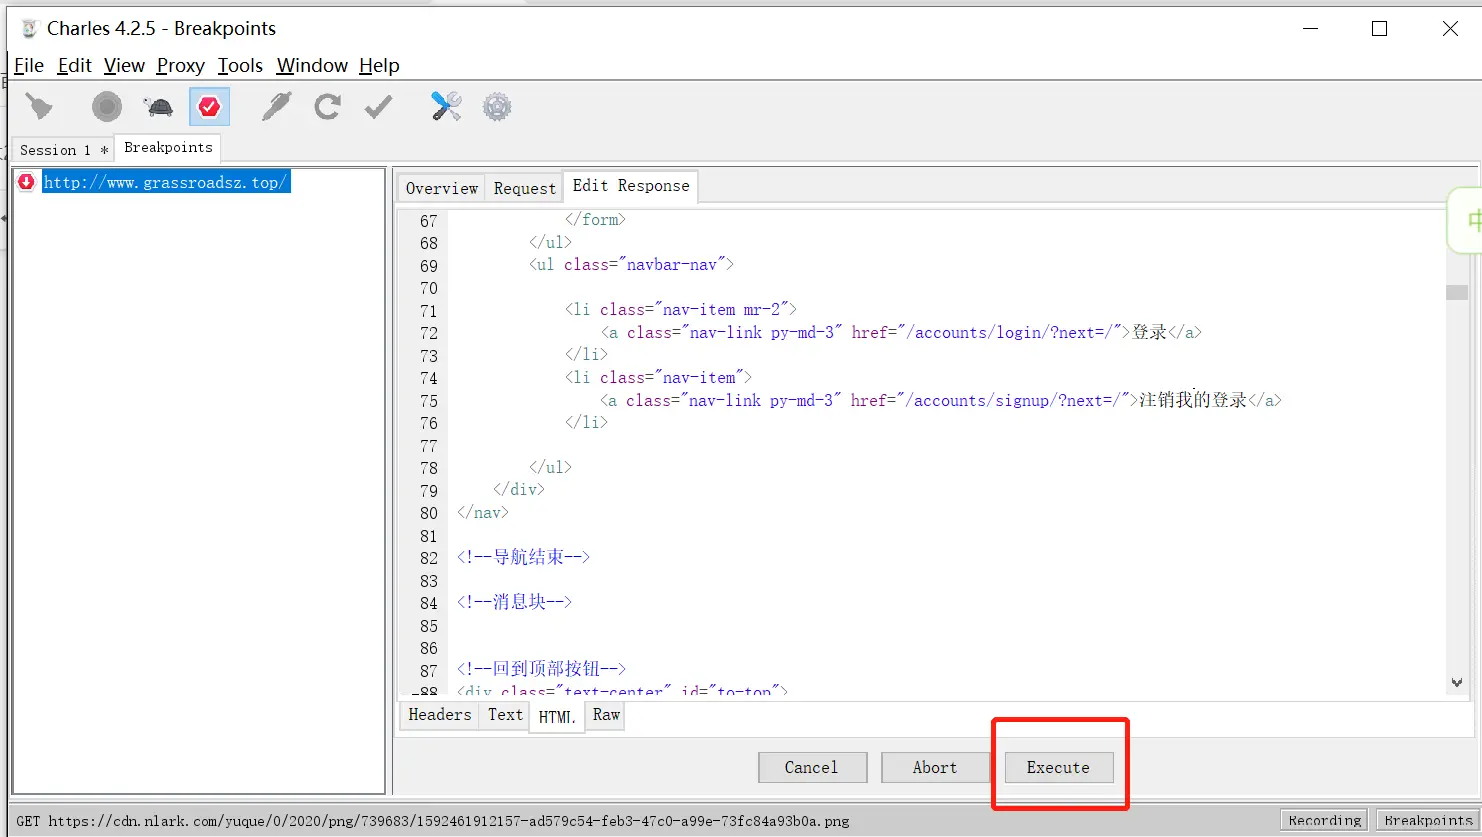 Charles 4.2.5 - Breakpoints
File Edit View Proxy Tools Window Help
Session 1 * Breakpoints
http://www.grassroadsz.top/
Overview Request Edit Response
67 </form>
68 </ul>
69 <ul class="navbar-nav">
70
71 <li class="nav-item mr-2">
72 <a class="nav-link py-md-3" href="/accounts/login/?next=/">登录</a>
73 </li>
74 <li class="nav-item">
75 <a class="nav-link py-md-3" href="/accounts/signup/?next=/">注销我的登录</a>
76 </li>
77
78 </ul>
79 </div>
80 </nav>
81
82 <!--导航结束-->
83
84 <!--消息块-->
85
86
87 <!--回到顶部按钮-->
88 <div class="text-center" id="to-top">
Headers Text HTML Raw
Cancel Abort Execute
GET https://cdn.nlark.com/yuque/0/2020/png/739683/1592461912157-ad579c54-feb3-47c0-a99e-73fc84a93b0a.png
Recording Breakpoints